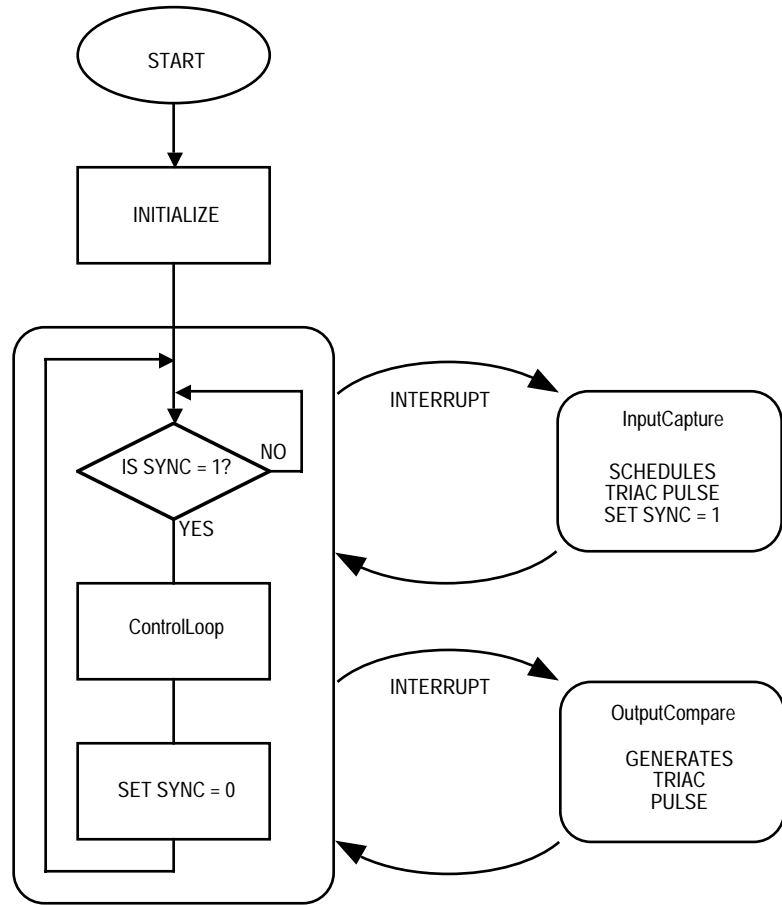 START
INITIALIZE
IS SYNC = 1?
NO
YES
ControlLoop
SET SYNC = 0
INTERRUPT
InputCapture
SCHEDULES
TRIAC PULSE
SET SYNC = 1
INTERRUPT
OutputCompare
GENERATES
TRIAC
PULSE